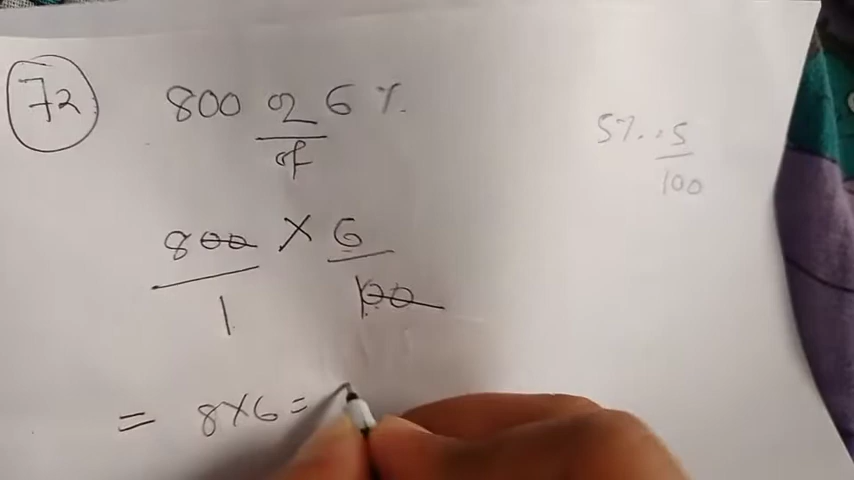 72
800 of 6 %
of
5% . 5
100
800 × 6
1 100
= 8×6 =